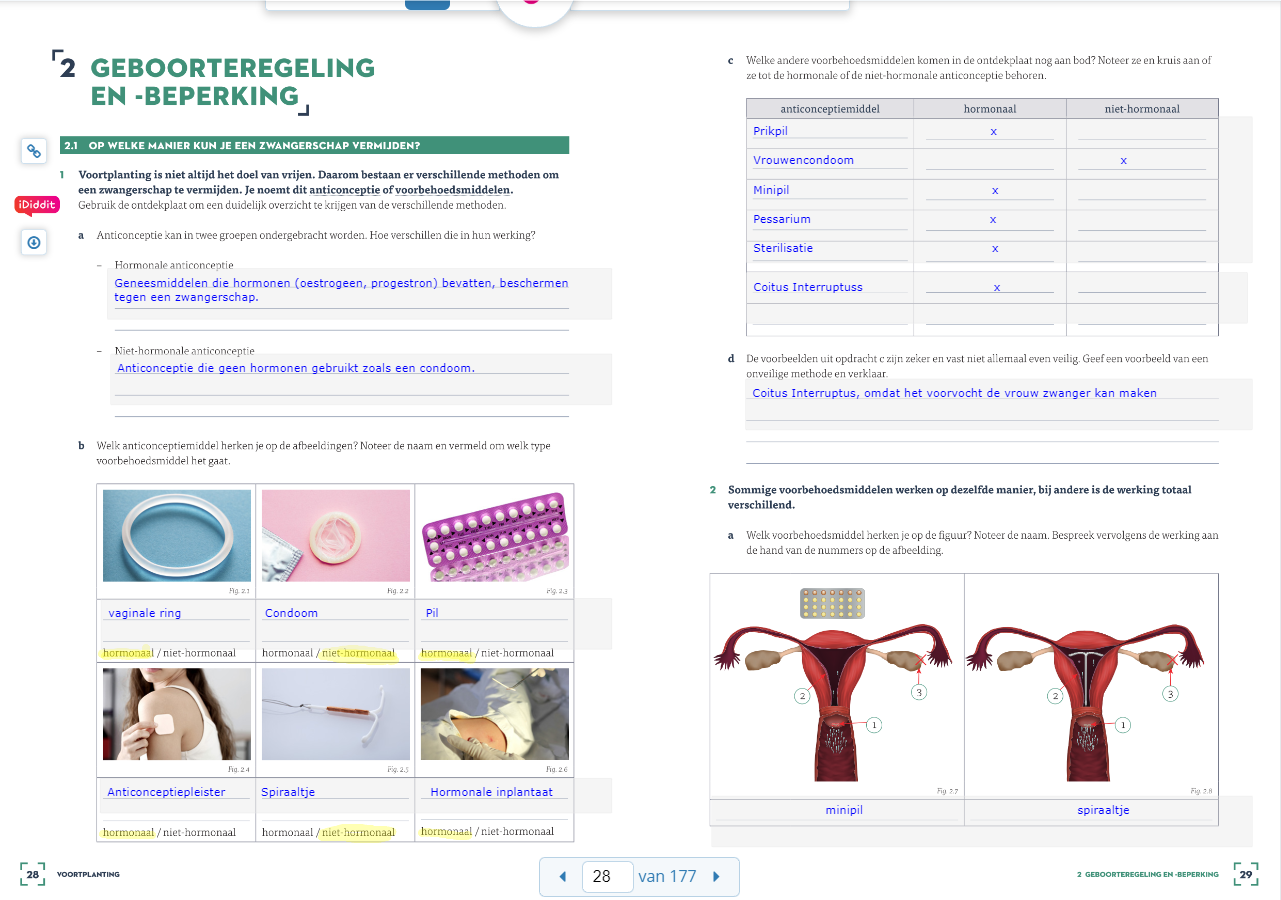 2 GEBOORTEREGELING
EN -BEPERKING
2.1 OP WELKE MANIER KUN JE EEN ZWANGERSCHAP VERMIJDEN?
1 Voortplanting is niet altijd het doel van vrijen. Daarom bestaan er verschillende methoden om
een zwangerschap te vermijden. Je noemt dit anticonceptie of voorbehoedsmiddelen.
iDiddit
Gebruik de ontdekplaat om een duidelijk overzicht te krijgen van de verschillende methoden.
a Anticonceptie kan in twee groepen ondergebracht worden. Hoe verschillen die in hun werking?
– Hormonale anticonceptie
Geneesmiddelen die hormonen (oestrogeen, progestron) bevatten, beschermen
tegen een zwangerschap.
– Niet-hormonale anticonceptie
Anticonceptie die geen hormonen gebruikt zoals een condoom.
b Welk anticonceptiemiddel herken je op de afbeeldingen? Noteer de naam en vermeld om welk type
voorbehoedsmiddel het gaat.
Fig. 2.1 Fig. 2.2 Fig. 2.3
vaginale ring Condoom Pil
hormonaal / niet-hormonaal hormonaal / niet-hormonaal hormonaal / niet-hormonaal
Fig. 2.4 Fig. 2.5 Fig. 2.6
Anticonceptiepleister Spiraaltje Hormonale inplantaat
hormonaal / niet-hormonaal hormonaal / niet-hormonaal hormonaal / niet-hormonaal
28 VOORTPLANTING
c Welke andere voorbehoedsmiddelen komen in de ontdekplaat nog aan bod? Noteer ze en kruis aan of
ze tot de hormonale of de niet-hormonale anticonceptie behoren.
anticonceptiemiddel hormonaal niet-hormonaal
Prikpil x
Vrouwencondoom x
Minipil x
Pessarium x
Sterilisatie x
Coitus Interruptuss x
d De voorbeelden uit opdracht c zijn zeker en vast niet allemaal even veilig. Geef een voorbeeld van een
onveilige methode en verklaar.
Coitus Interruptus, omdat het voorvocht de vrouw zwanger kan maken
2 Sommige voorbehoedsmiddelen werken op dezelfde manier, bij andere is de werking totaal
verschillend.
a Welk voorbehoedsmiddel herken je op de figuur? Noteer de naam. Bespreek vervolgens de werking aan
de hand van de nummers op de afbeelding.
2 3 2 3
1 1
Fig. 2.7 Fig. 2.8
minipil spiraaltje
2 GEBOORTEREGELING EN -BEPERKING 29
28 van 177